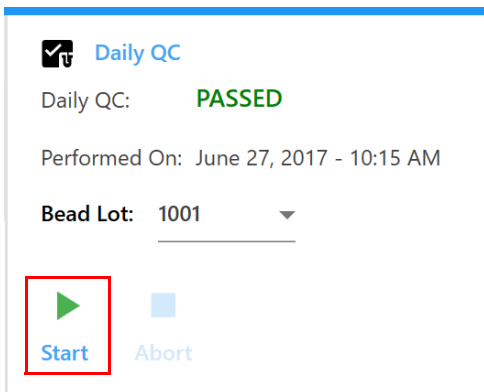 Daily QC
Daily QC: PASSED
Performed On: June 27, 2017 - 10:15 AM
Bead Lot: 1001
Start Abort